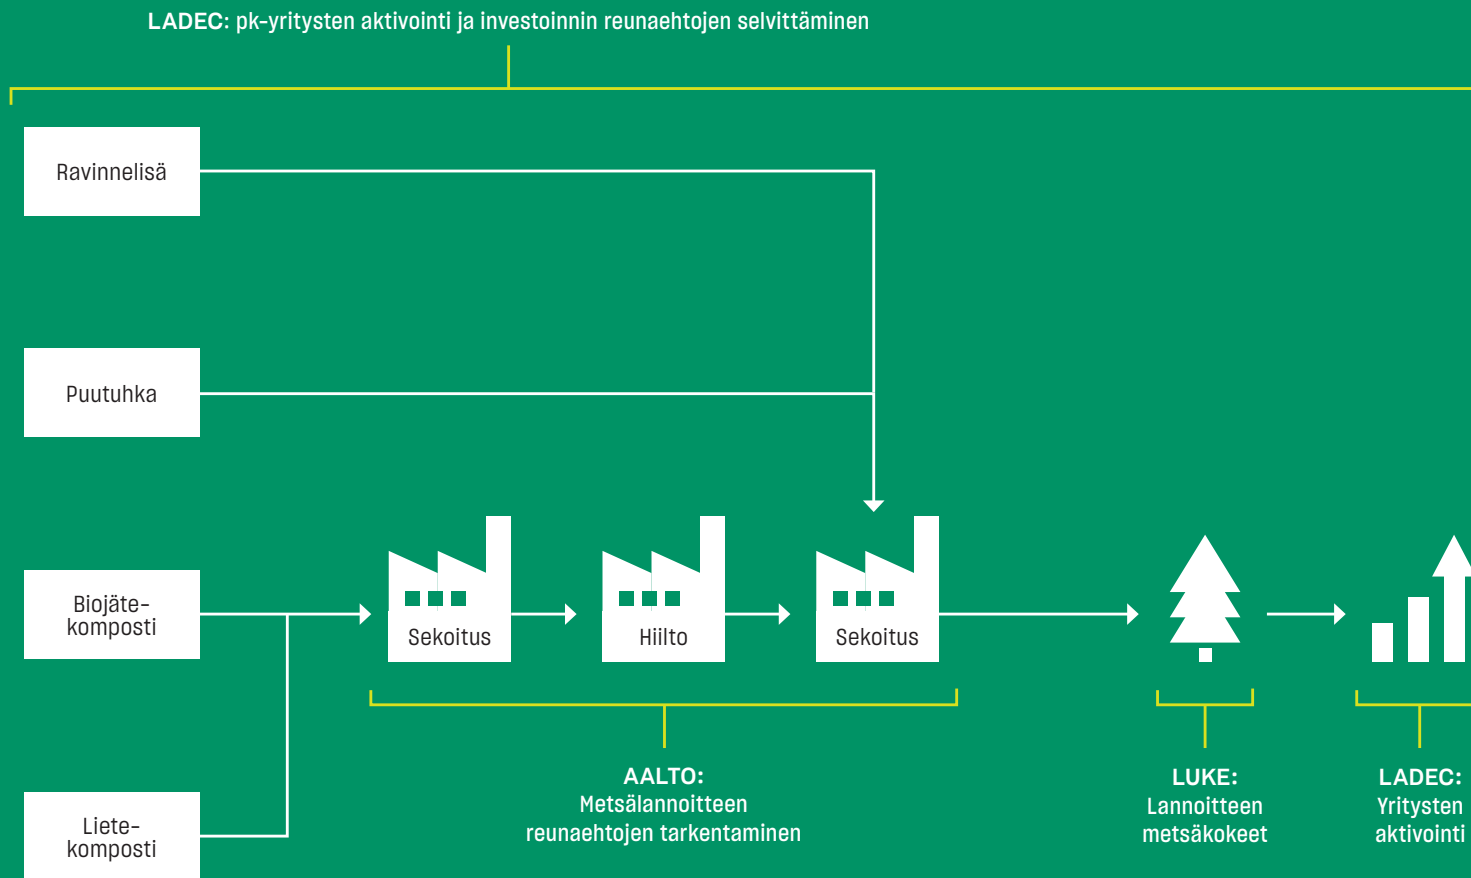 LADEC: pk-yritysten aktivointi ja investoinnin reunaehtojen selvittäminen
Ravinnelisä
Puutuhka
Biojäte-
komposti
Liete-
komposti
Sekoitus
Hiilto
Sekoitus
AALTO:
Metsälannoitteen
reunaehtojen tarkentaminen
LUKE:
Lannoitteen
metsäkokeet
LADEC:
Yritysten
aktivointi